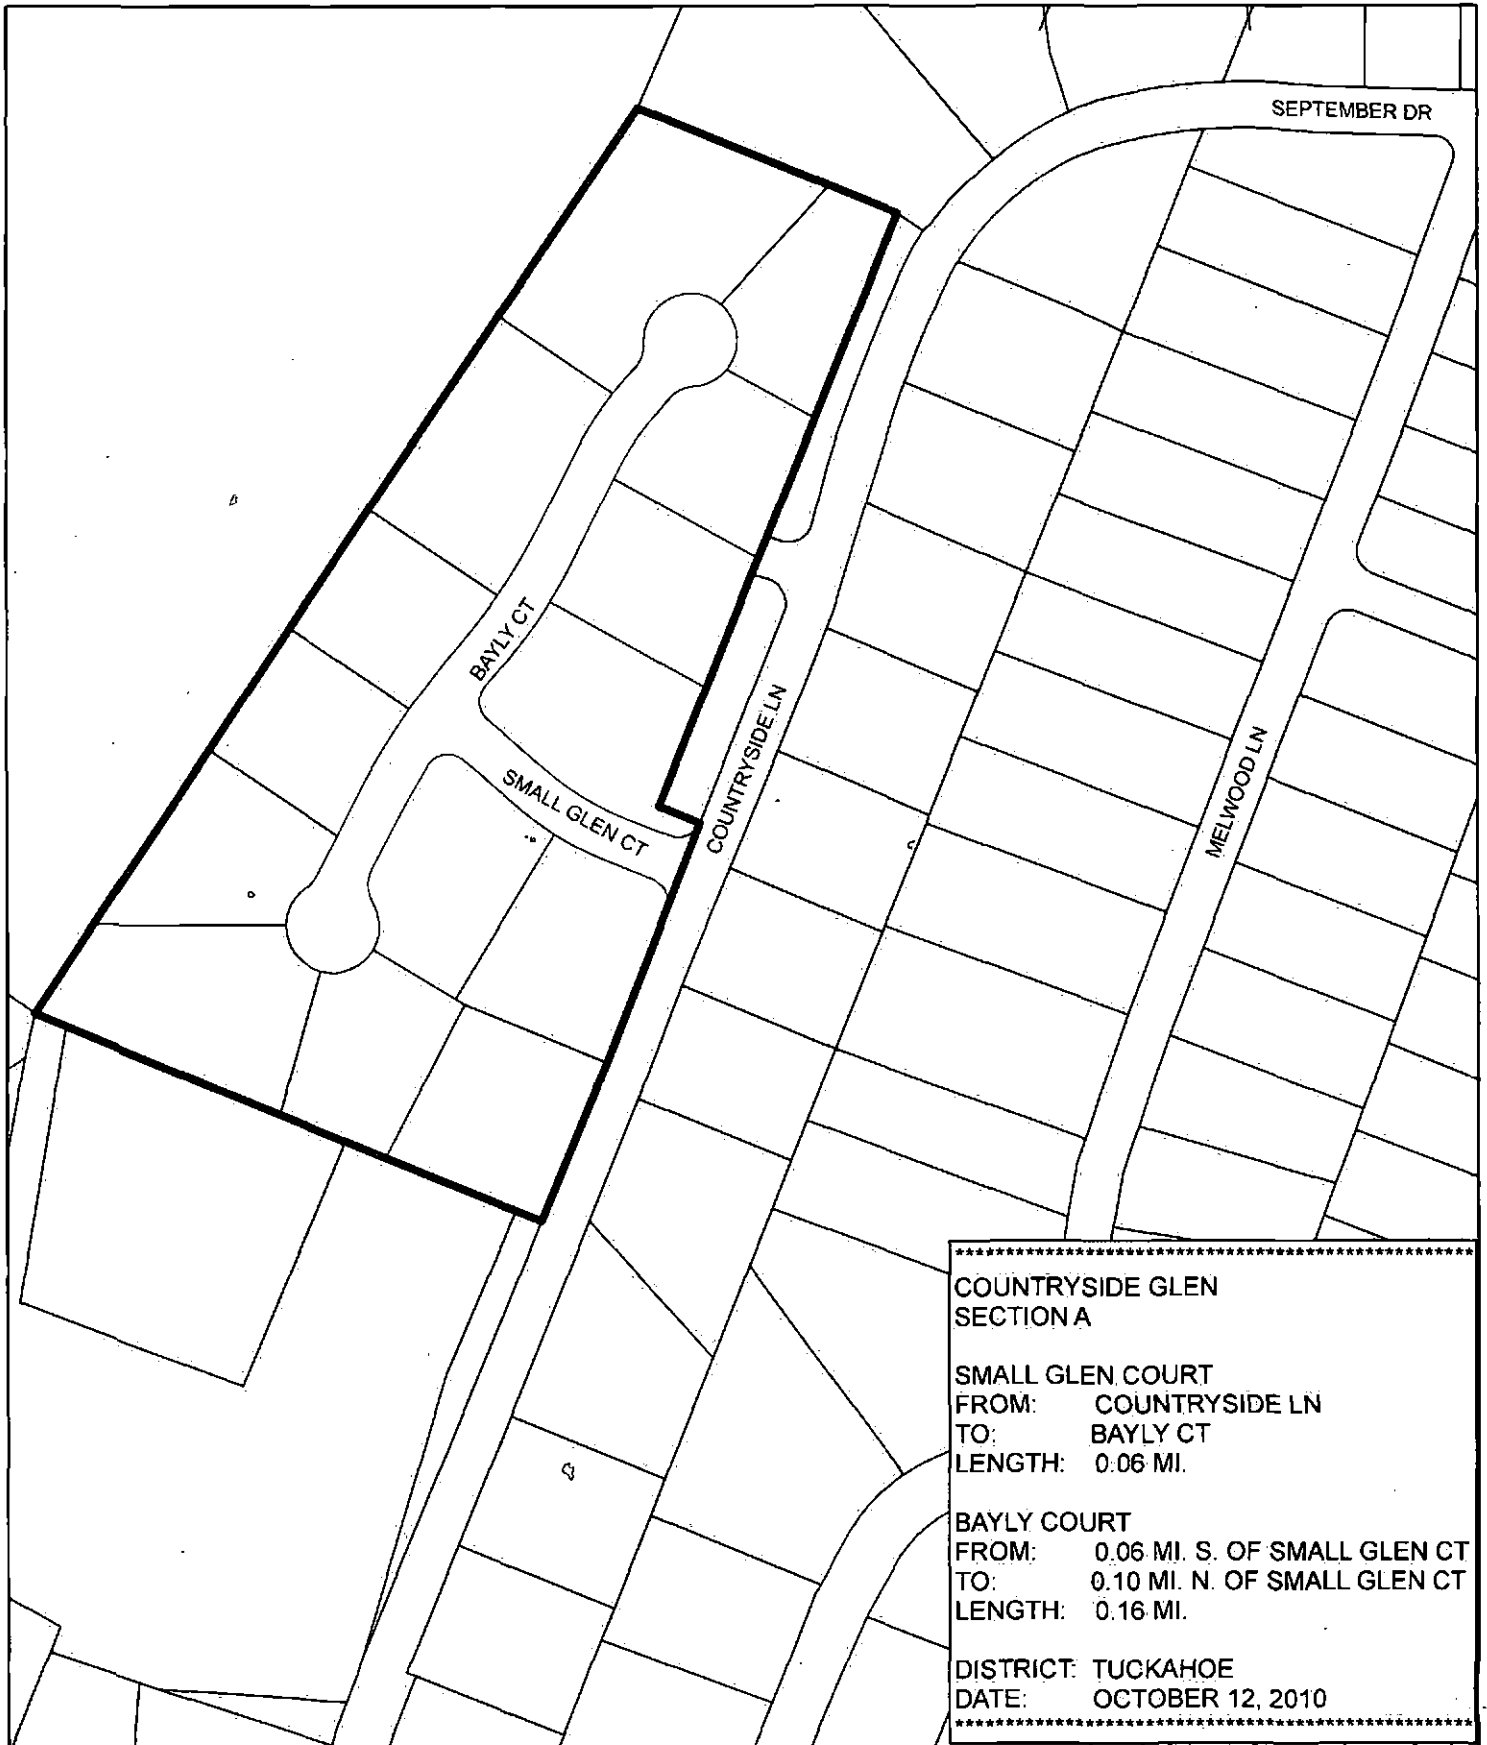 SEPTEMBER DR
BAYLY CT
SMALL GLEN CT
COUNTRYSIDE LN
MELWOOD LN
COUNTRYSIDE GLEN
SECTION A
SMALL GLEN COURT
FROM: COUNTRYSIDE LN
TO: BAYLY CT
LENGTH: 0.06 MI.
BAYLY COURT
FROM: 0.06 MI. S. OF SMALL GLEN CT
TO: 0.10 MI. N. OF SMALL GLEN CT
LENGTH: 0.16 MI.
DISTRICT: TUCKAHOE
DATE: OCTOBER 12, 2010